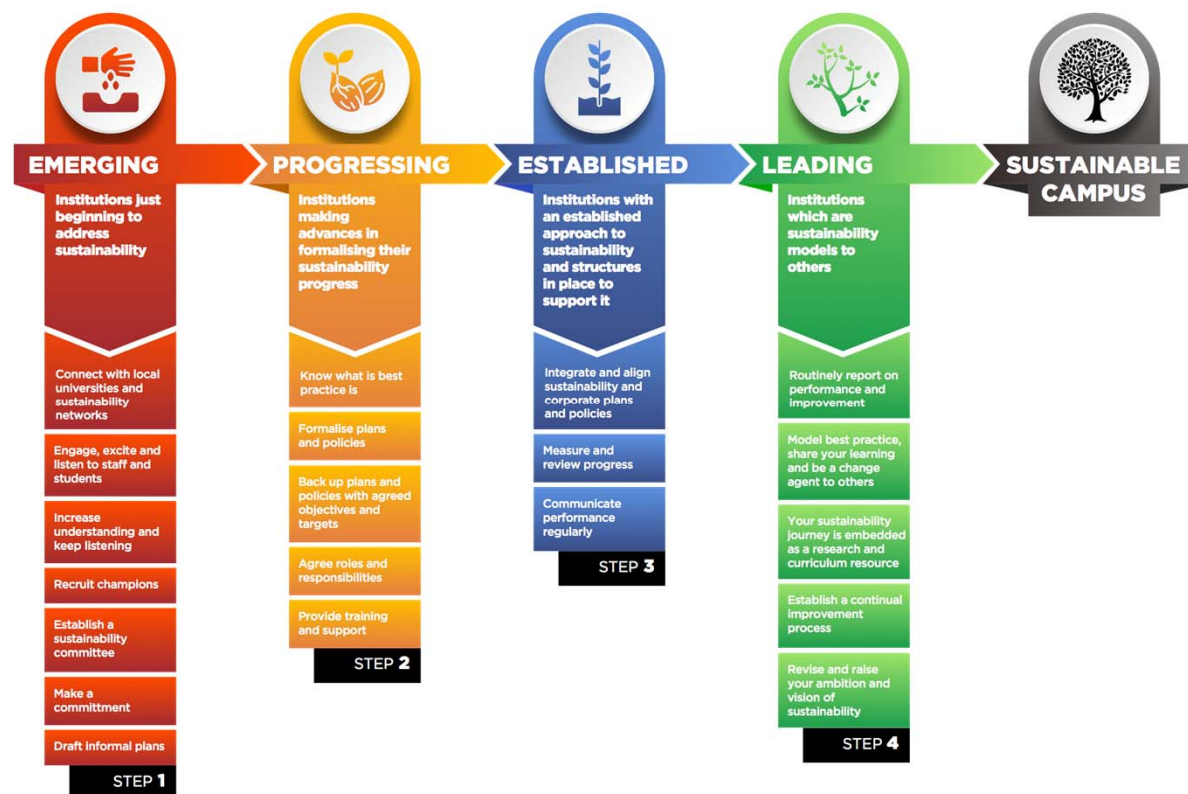 EMERGING
Institutions just
beginning to
address
sustainability
Connect with local
universities and
sustainability
networks
Engage, excite and
listen to staff and
students
Increase
understanding and
keep listening
Recruit champions
Establish a
sustainability
committee
Make a
committment
Draft informal plans
STEP 1
PROGRESSING
Institutions
making
advances in
formalising their
sustainability
progress
Know what is best
practice is
Formalise plans
and policies
Back up plans and
policies with agreed
objectives and
targets
Agree roles and
responsibilities
Provide training
and support
STEP 2
ESTABLISHED
Institutions with
an established
approach to
sustainability
and structures
in place to
support it
Integrate and align
sustainability and
corporate plans
and policies
Measure and
review progress
Communicate
performance
regularly
STEP 3
LEADING
Institutions
which are
sustainability
models to
others
Routinely report on
performance and
improvement
Model best practice,
share your learning
and be a change
agent to others
Your sustainability
journey is embedded
as a research and
curriculum resource
Establish a continual
improvement
process
Revise and raise
your ambition and
vision of
sustainability
STEP 4
SUSTAINABLE
CAMPUS